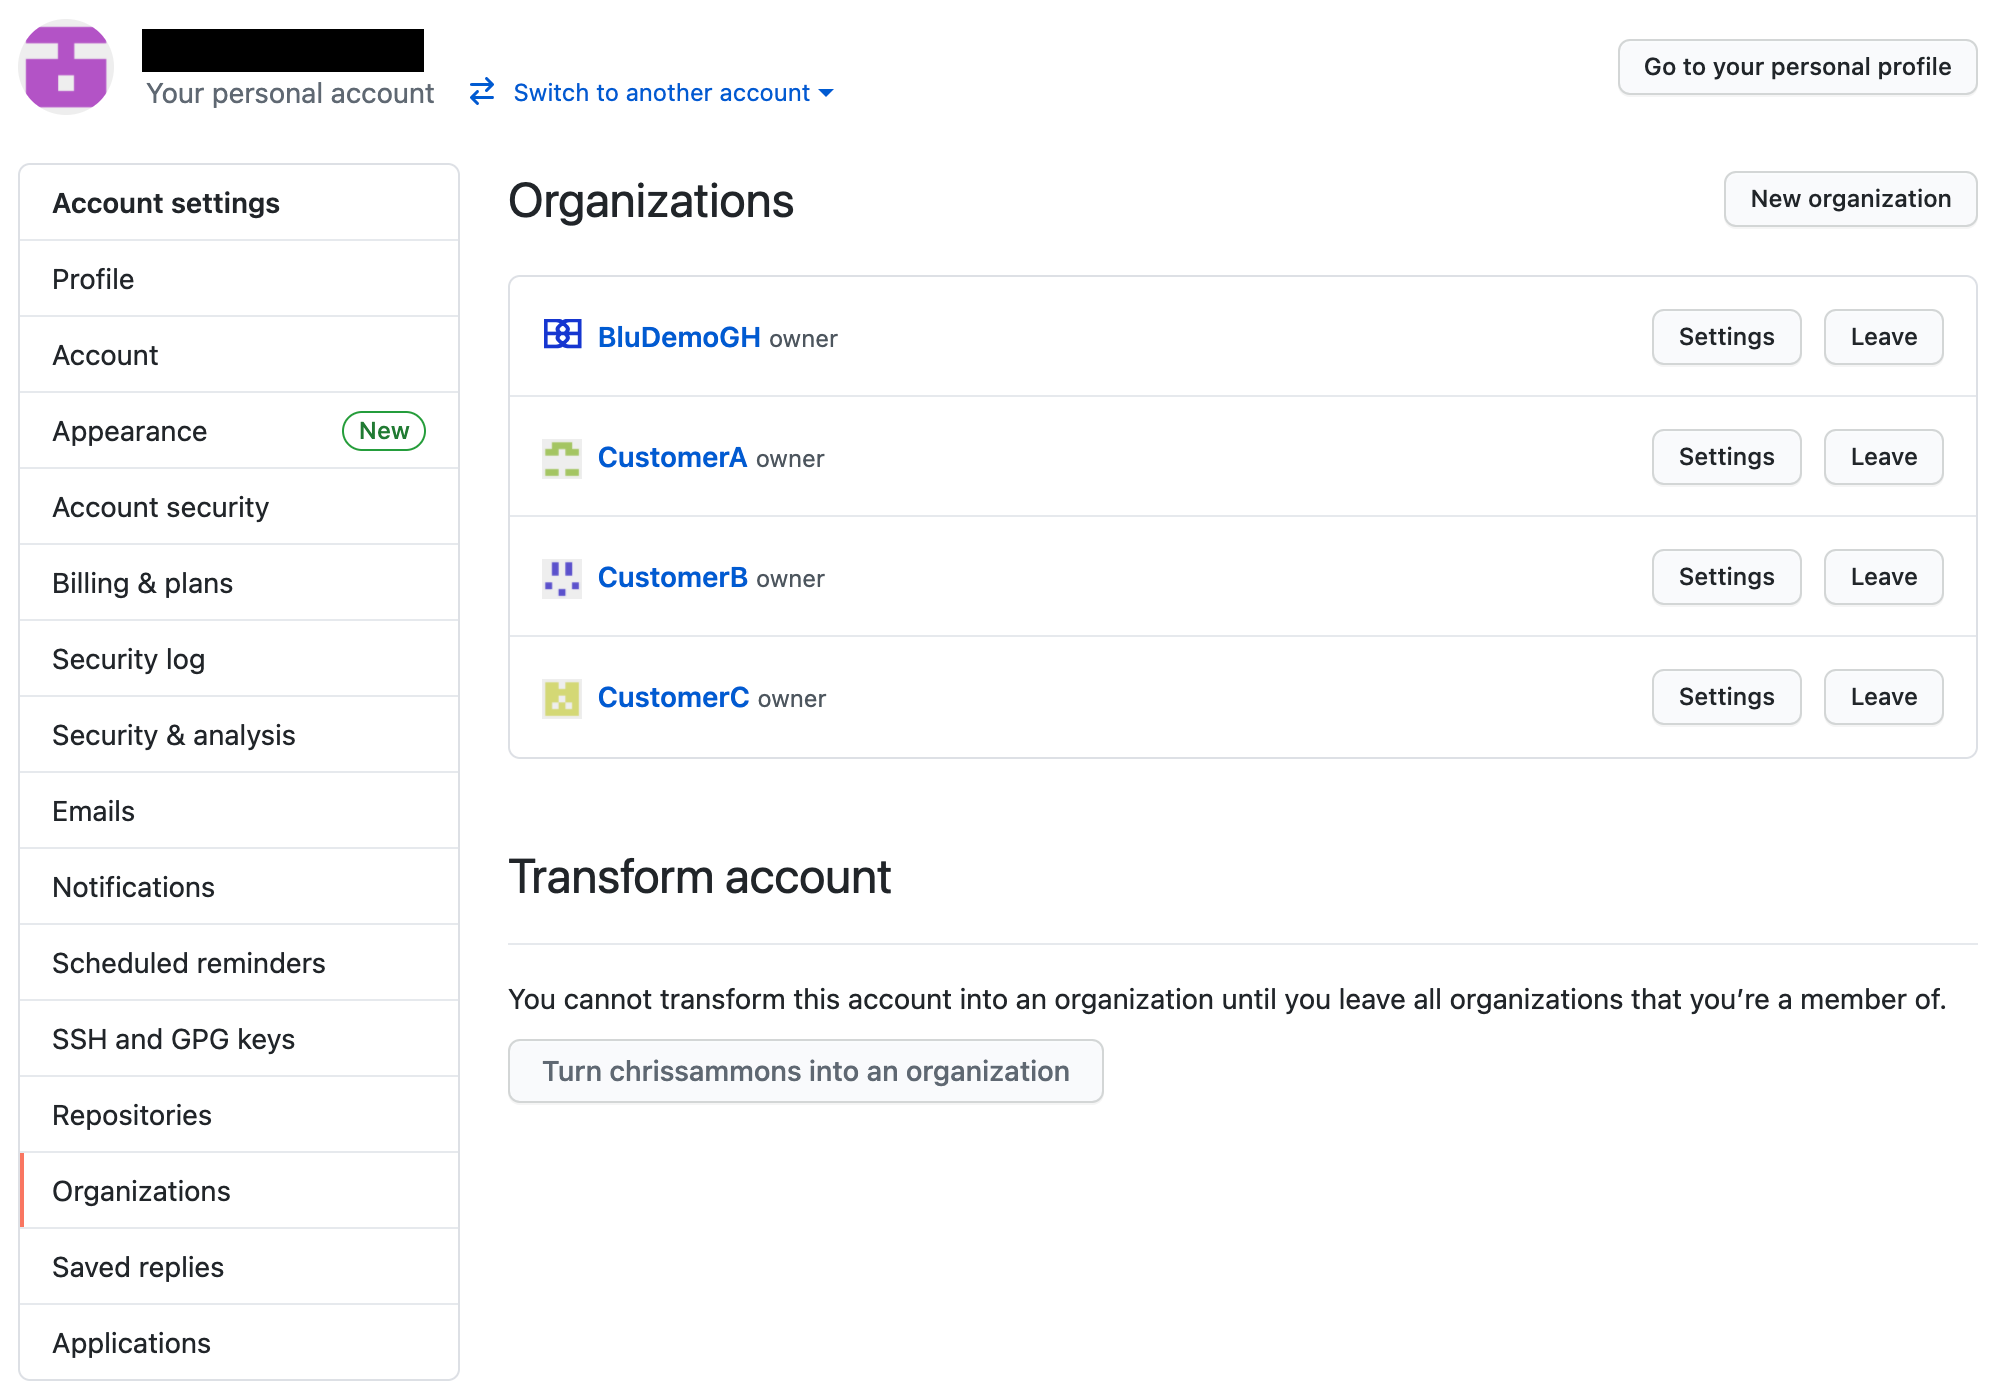 Your personal account
Switch to another account
Go to your personal profile
Account settings
Profile
Account
Appearance New
Account security
Billing & plans
Security log
Security & analysis
Emails
Notifications
Scheduled reminders
SSH and GPG keys
Repositories
Organizations
Saved replies
Applications
Organizations
New organization
BluDemoGH owner Settings Leave
CustomerA owner Settings Leave
CustomerB owner Settings Leave
CustomerC owner Settings Leave
Transform account
You cannot transform this account into an organization until you leave all organizations that you’re a member of.
Turn chrissammons into an organization